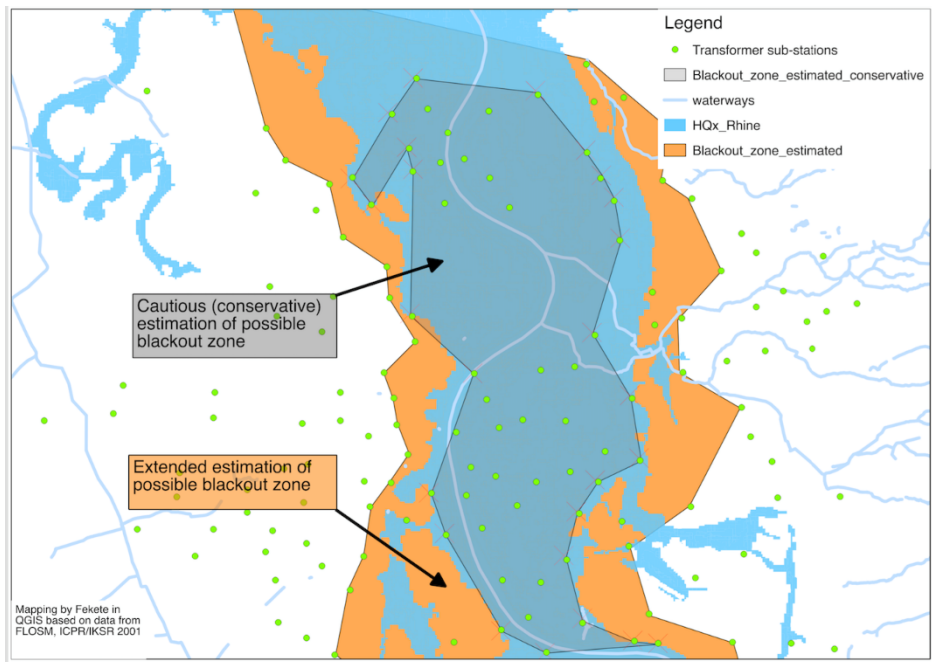 Legend
Transformer sub-stations
Blackout_zone_estimated_conservative
waterways
HQx_Rhine
Blackout_zone_estimated
Cautious (conservative)
estimation of possible
blackout zone
Extended estimation of
possible blackout zone
Mapping by Fekete in
QGIS based on data from
FLOSM, ICPR/IKSR 2001